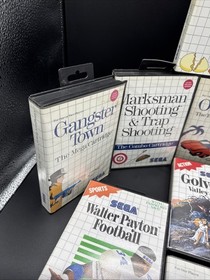 Gangster
Town
The Mega Cartridge
Marksman
Shooting
& Trap
Shooting
The Combo Cartridge
SEGA
SPORTS
SEGA
Walter Payton
Football
SEGA
Golv
Valley
O